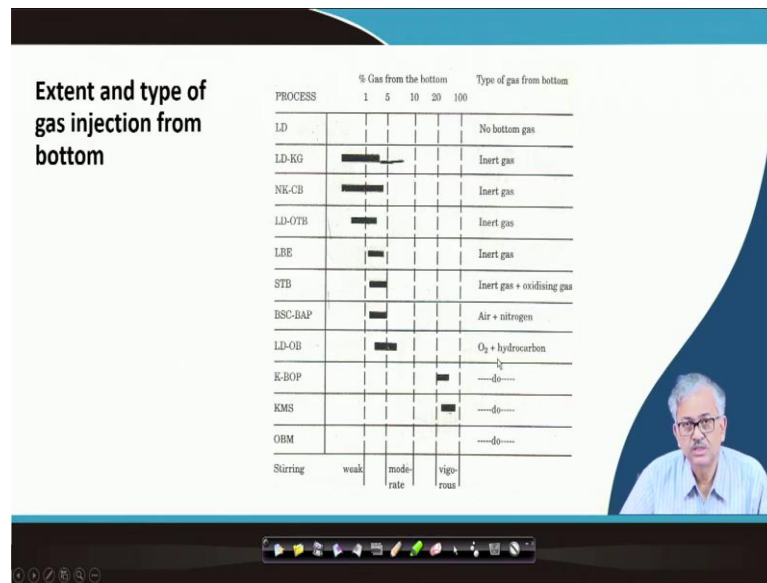 Extent and type of
gas injection from
bottom
% Gas from the bottom Type of gas from bottom
PROCESS 1 5 10 20 100
LD No bottom gas
LD-KG Inert gas
NK-CB Inert gas
LD-OTB Inert gas
LBE Inert gas
STB Inert gas + oxidising gas
BSC-BAP Air + nitrogen
LD-OB O₂ + hydrocarbon
K-BOP -----do-----
KMS -----do-----
OBM -----do-----
Stirring weak mode- vigo-
rate rous